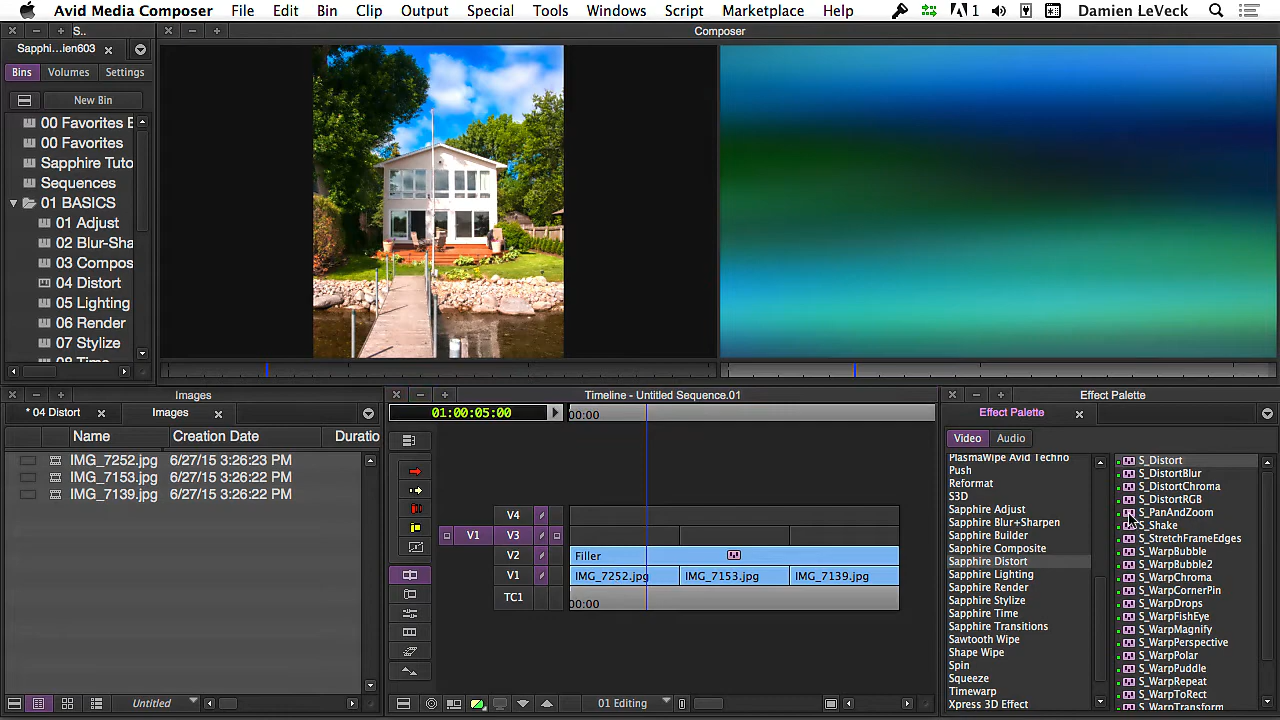 Avid Media Composer File Edit Bin Clip Output Special Tools Windows Script Marketplace Help 1 Damien LeVeck
S..
Composer
Sapphi...ien603
Bins Volumes Settings
New Bin
00 Favorites E
00 Favorites
Sapphire Tuto
Sequences
01 BASICS
01 Adjust
02 Blur-Sha
03 Compos
04 Distort
05 Lighting
06 Render
07 Stylize
Images
* 04 Distort Images
Name Creation Date Duratio
IMG_7252.jpg 6/27/15 3:26:23 PM
IMG_7153.jpg 6/27/15 3:26:22 PM
IMG_7139.jpg 6/27/15 3:26:22 PM
Untitled
Timeline - Untitled Sequence.01
01:00:05:00 00:00
V4
V1 V3
V2 Filler
V1 IMG_7252.jpg IMG_7153.jpg IMG_7139.jpg
TC1 00:00
01 Editing
Effect Palette
Effect Palette
Video Audio
PlasmaWipe Avid Techno
Push
Reformat
S3D
Sapphire Adjust
Sapphire Blur+Sharpen
Sapphire Builder
Sapphire Composite
Sapphire Distort
Sapphire Lighting
Sapphire Render
Sapphire Stylize
Sapphire Time
Sapphire Transitions
Sawtooth Wipe
Shape Wipe
Spin
Squeeze
Timewarp
Xpress 3D Effect
S_Distort
S_DistortBlur
S_DistortChroma
S_DistortRGB
S_PanAndZoom
S_Shake
S_StretchFrameEdges
S_WarpBubble
S_WarpBubble2
S_WarpChroma
S_WarpCornerPin
S_WarpDrops
S_WarpFishEye
S_WarpMagnify
S_WarpPerspective
S_WarpPolar
S_WarpPuddle
S_WarpRepeat
S_WarpToRect
S_WarpTransform